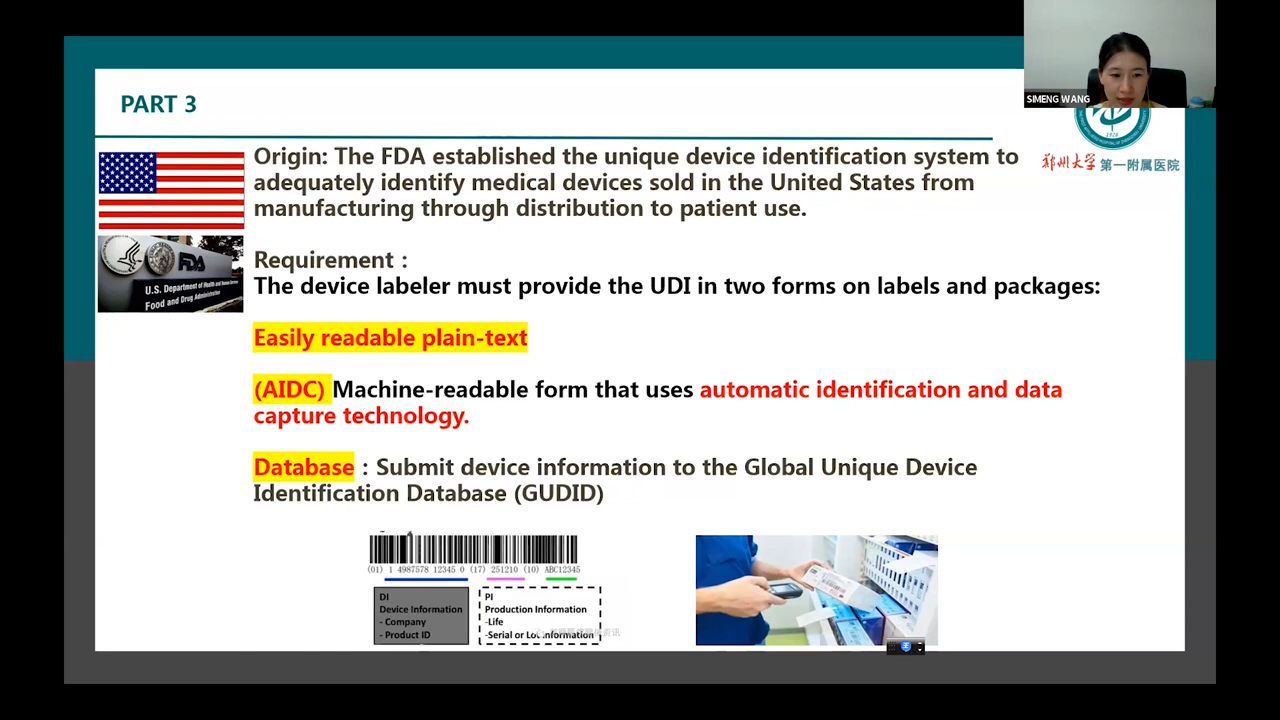 SIMENG WANG
PART 3
1928
郑州大学 第一附属医院
Origin: The FDA established the unique device identification system to
adequately identify medical devices sold in the United States from
manufacturing through distribution to patient use.
FDA
U.S. Department of Health and Human Services
Food and Drug Administration
Requirement：
The device labeler must provide the UDI in two forms on labels and packages:
Easily readable plain-text
(AIDC) Machine-readable form that uses automatic identification and data
capture technology.
Database：Submit device information to the Global Unique Device
Identification Database (GUDID)
(01) 1 4987578 12345 0 (17) 251210 (10) ABC12345
DI
Device Information
- Company
- Product ID
PI
Production Information
-Life
-Serial or Lot information